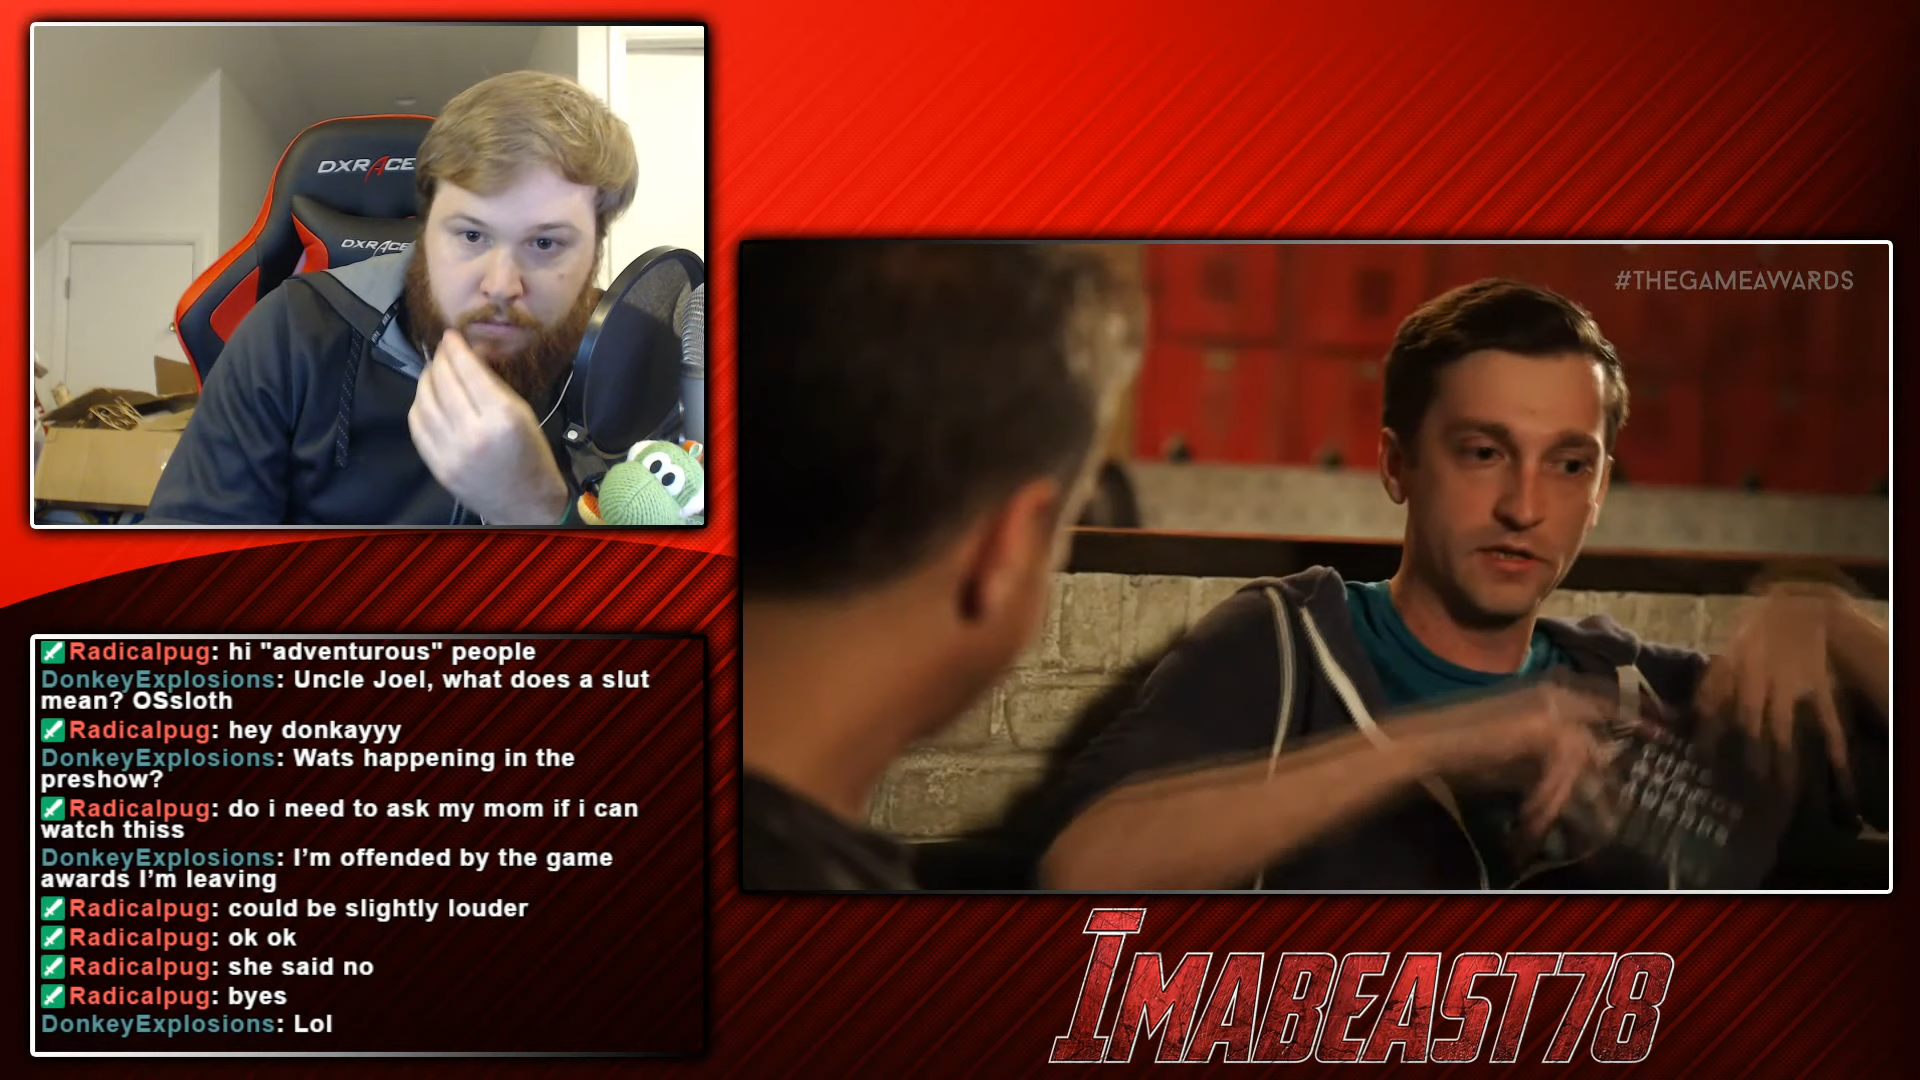 DXRACE
DXRACE
#THEGAMEAWARDS
Radicalpug: hi "adventurous" people
DonkeyExplosions: Uncle Joel, what does a slut
mean? OSsloth
Radicalpug: hey donkayyy
DonkeyExplosions: Wats happening in the
preshow?
Radicalpug: do i need to ask my mom if i can
watch thiss
DonkeyExplosions: I’m offended by the game
awards I’m leaving
Radicalpug: could be slightly louder
Radicalpug: ok ok
Radicalpug: she said no
Radicalpug: byes
DonkeyExplosions: Lol
IMABEAST78